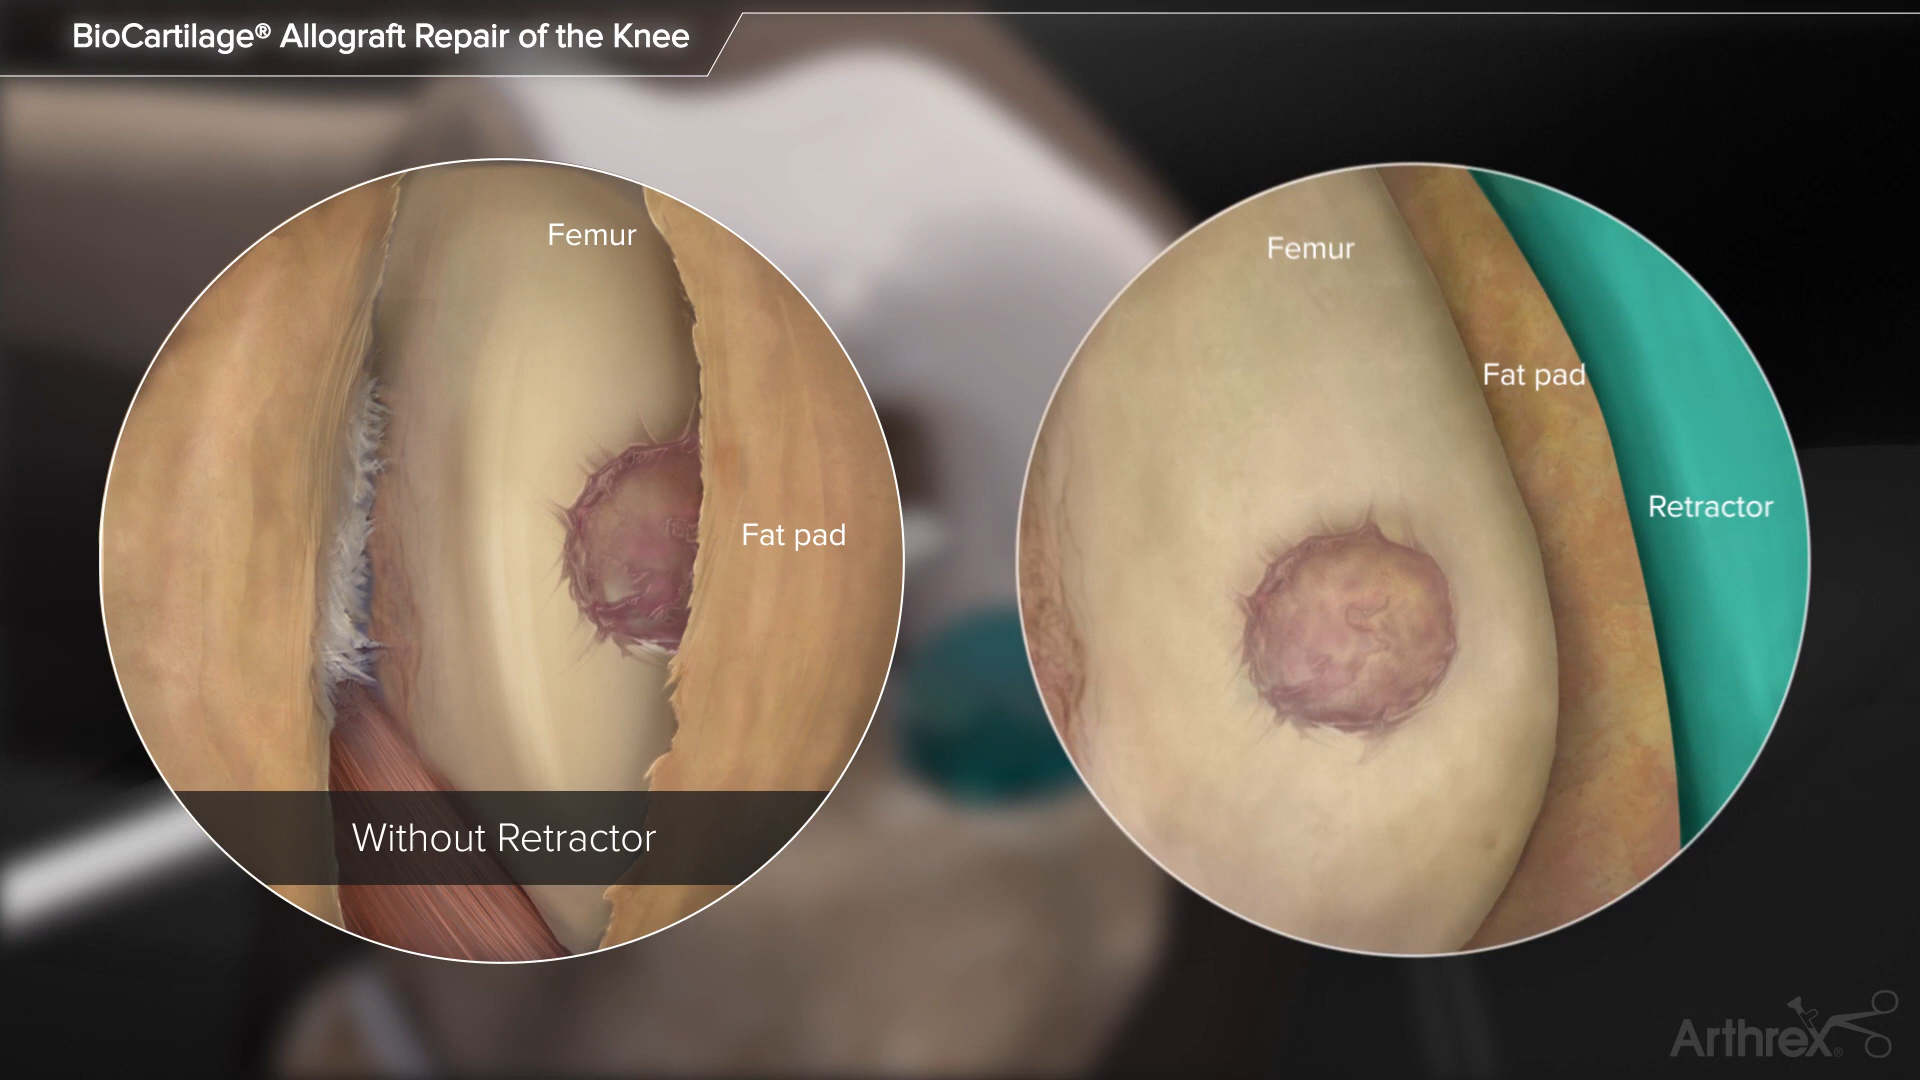 BioCartilage® Allograft Repair of the Knee
Femur
Fat pad
Without Retractor
Femur
Fat pad
Retractor
Arthrex®